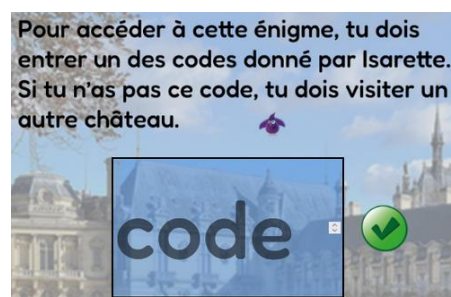 Pour accéder à cette énigme, tu dois
entrer un des codes donné par Isarette.
Si tu n'as pas ce code, tu dois visiter un
autre château.
code